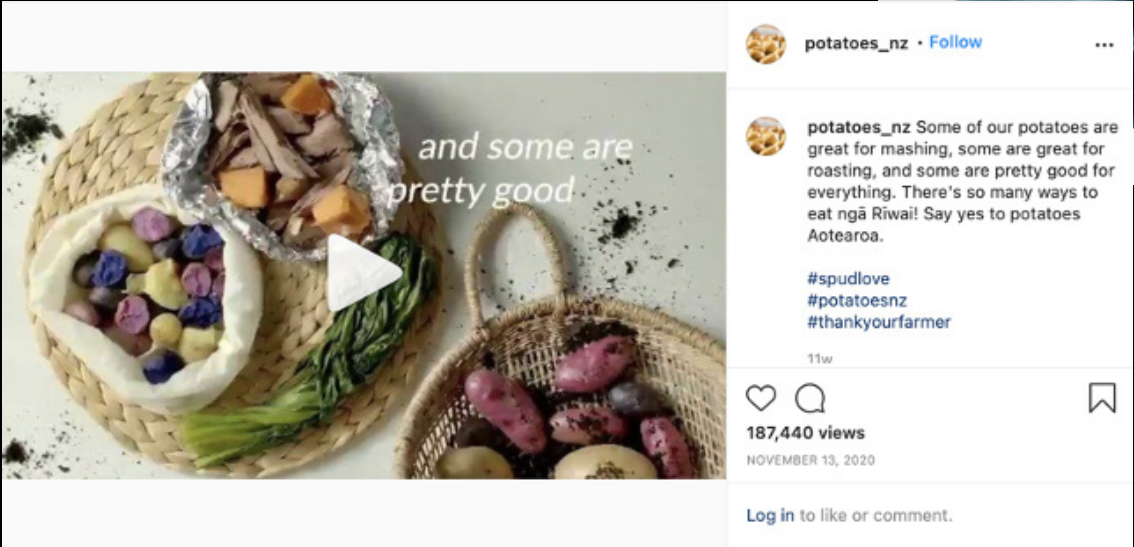 and some are
pretty good
potatoes_nz • Follow
potatoes_nz Some of our potatoes are
great for mashing, some are great for
roasting, and some are pretty good for
everything. There's so many ways to
eat ngā Rīwai! Say yes to potatoes
Aotearoa.
#spudlove
#potatoesnz
#thankyourfarmer
11w
187,440 views
NOVEMBER 13, 2020
Log in to like or comment.